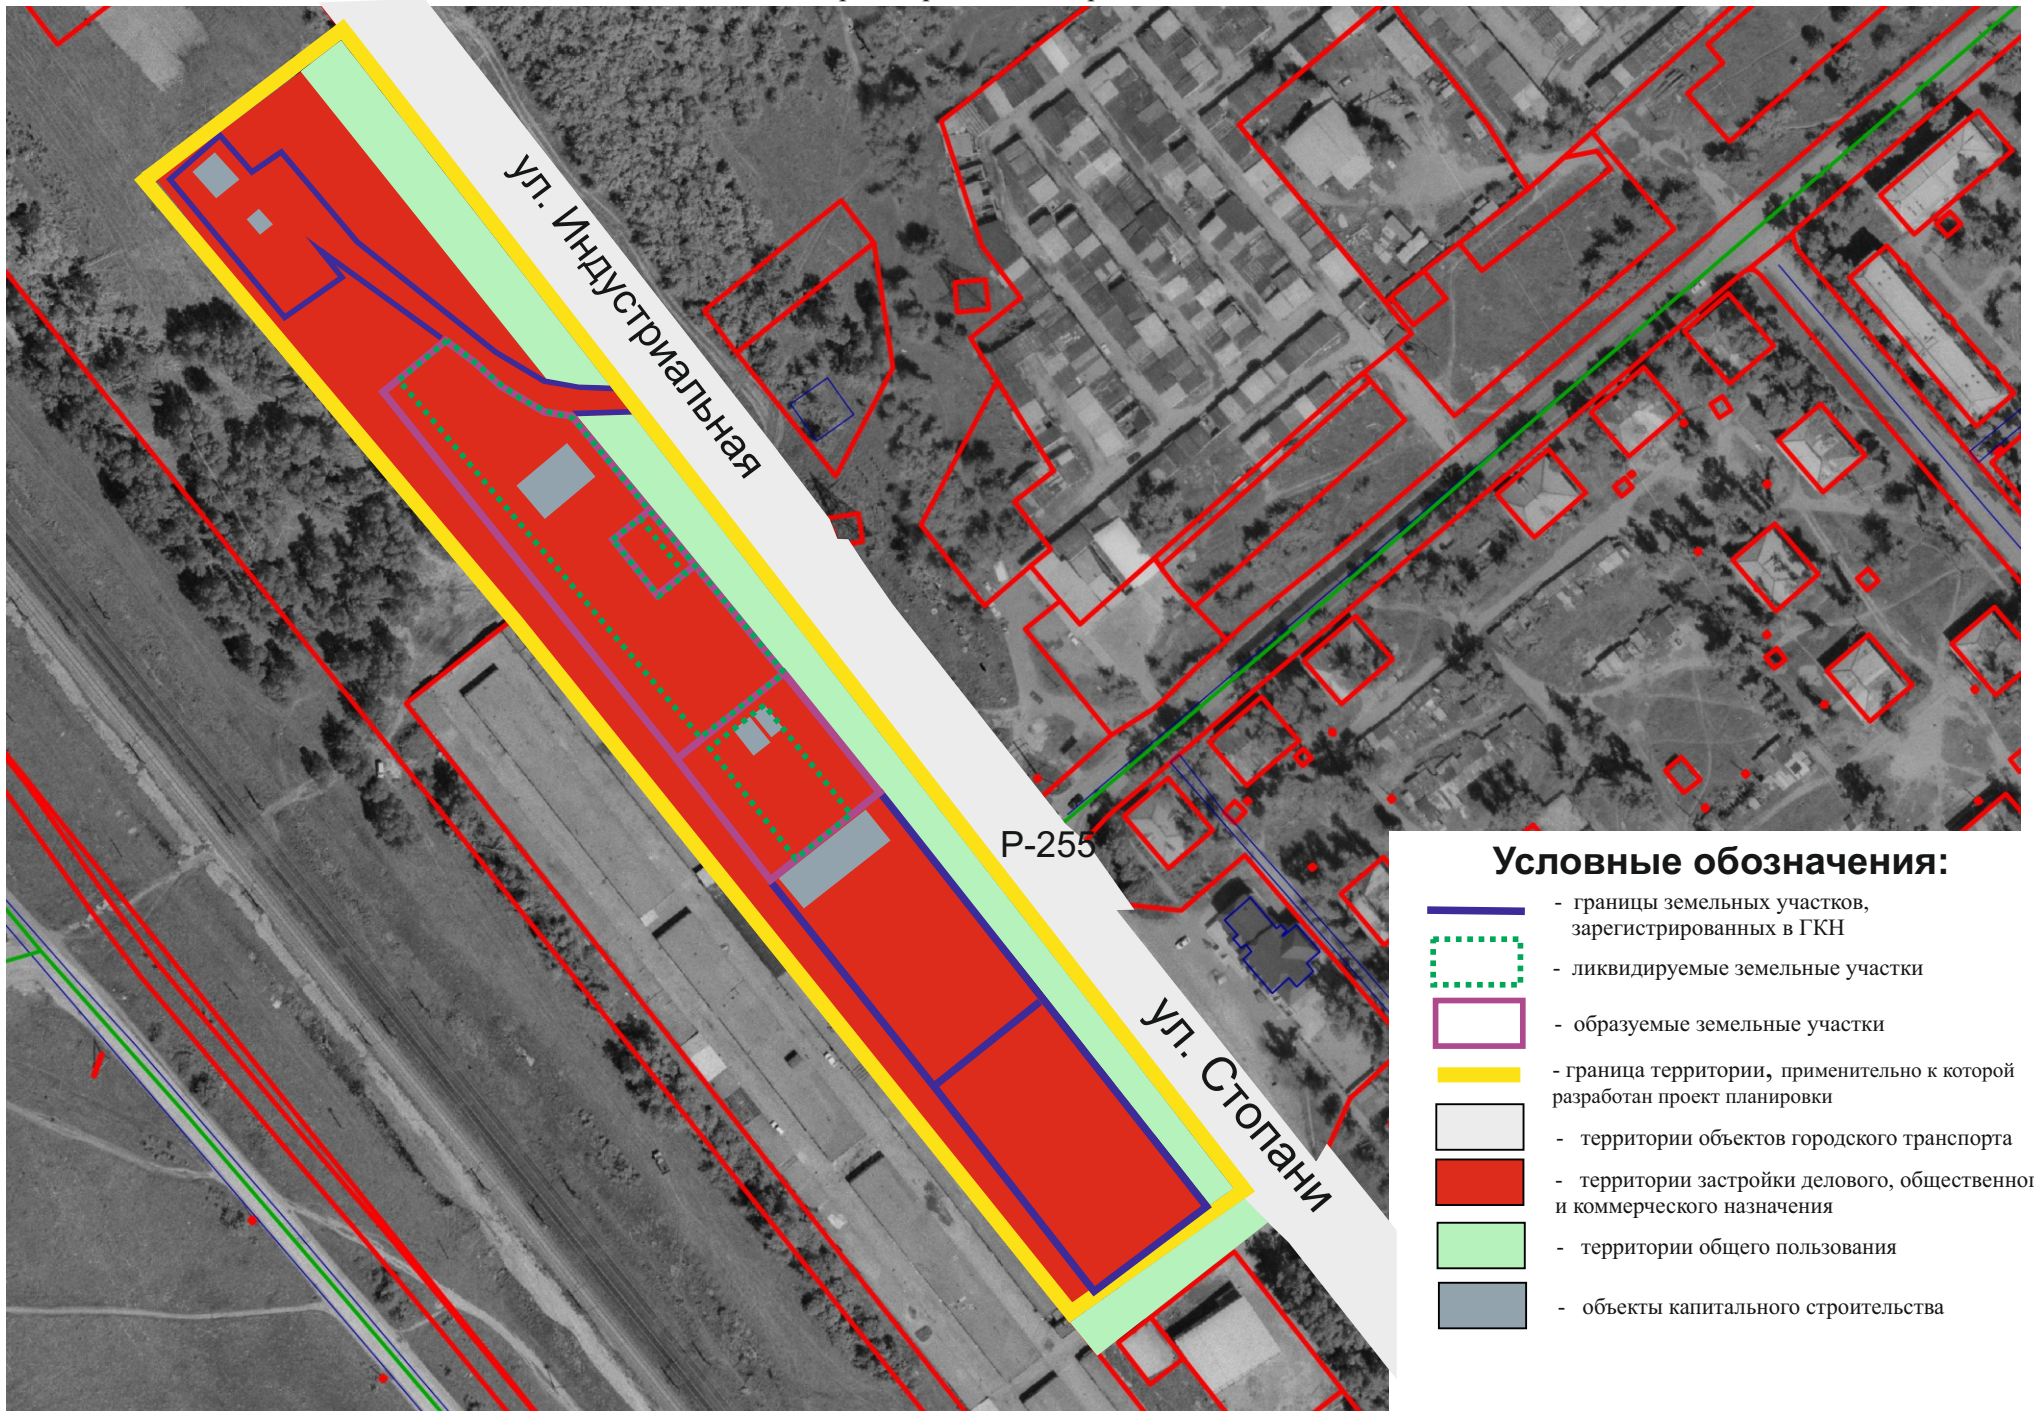 ул. Индустриальная
Р-255
ул. Стопани
Условные обозначения:
- границы земельных участков,
зарегистрированных в ГКН
- ликвидируемые земельные участки
- образуемые земельные участки
- граница территории, применительно к которой
разработан проект планировки
- территории объектов городского транспорта
- территории застройки делового, общественног
и коммерческого назначения
- территории общего пользования
- объекты капитального строительства